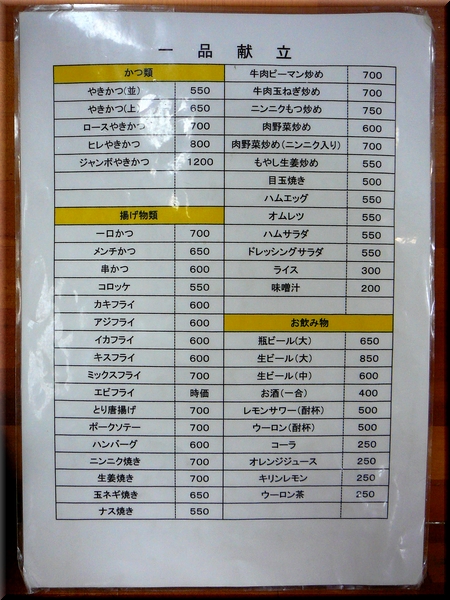 一品献立
かつ類
やきかつ(並) 550
やきかつ(上) 650
ロースやきかつ 700
ヒレやきかつ 800
ジャンボやきかつ 1200
揚げ物類
一口かつ 700
メンチかつ 650
串かつ 600
コロッケ 550
カキフライ 600
アジフライ 600
イカフライ 600
キスフライ 600
ミックスフライ 700
エビフライ 時価
とり唐揚げ 700
ポークソテー 700
ハンバーグ 600
ニンニク焼き 700
生姜焼き 700
玉ネギ焼き 650
ナス焼き 550
牛肉ピーマン炒め 700
牛肉玉ねぎ炒め 700
ニンニクもつ炒め 750
肉野菜炒め 600
肉野菜炒め(ニンニク入り) 700
もやし生姜炒め 550
目玉焼き 500
ハムエッグ 550
オムレツ 550
ハムサラダ 550
ドレッシングサラダ 550
ライス 300
味噌汁 200
お飲み物
瓶ビール(大) 650
生ビール(大) 850
生ビール(中) 600
お酒(一合) 400
レモンサワー(酎杯) 500
ウーロン(酎杯) 500
コーラ 250
オレンジジュース 250
キリンレモン 250
ウーロン茶 250